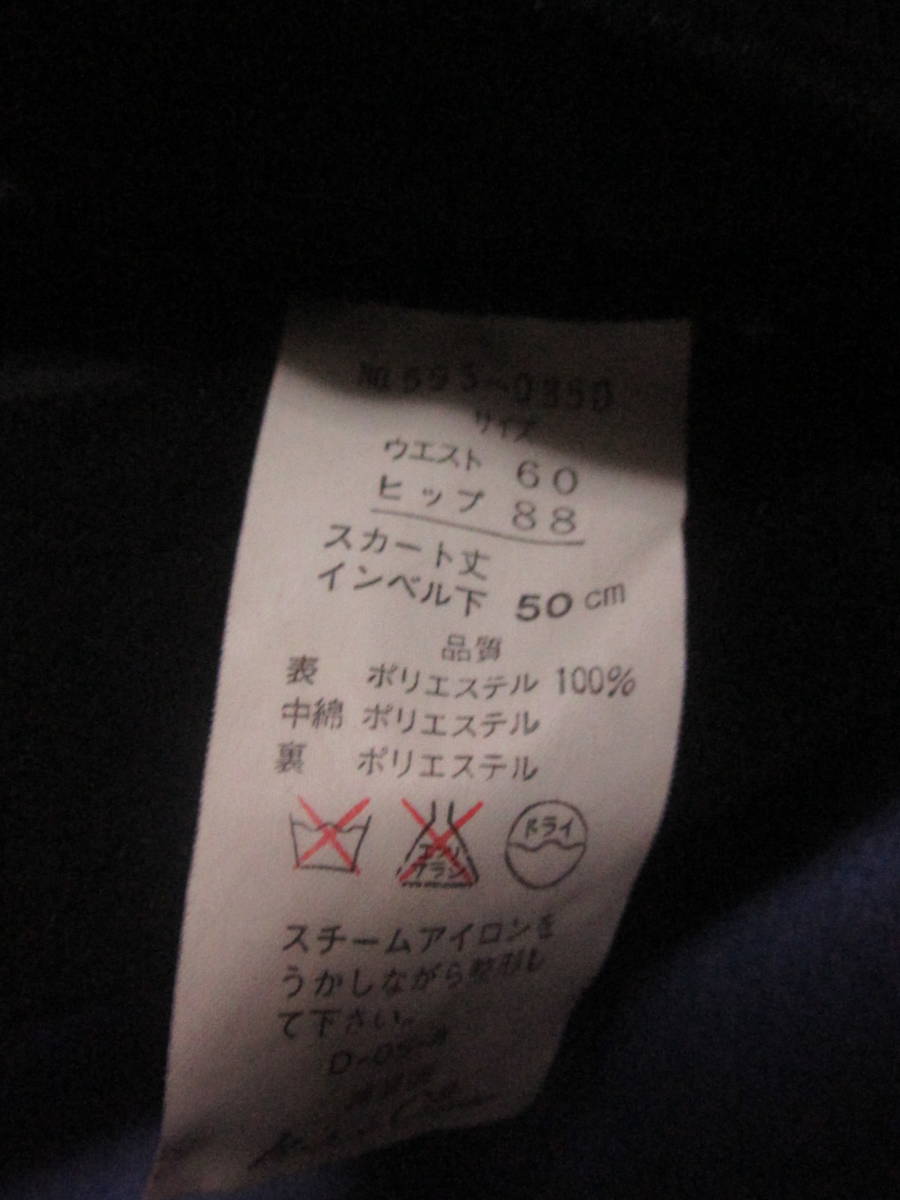 サイズ
ウエスト 60
ヒップ 88
スカート丈
インベル下 50cm
品質
表 ポリエステル 100%
中綿 ポリエステル
裏 ポリエステル
ドライ
スチームアイロンを
うかしながら整形し
て下さい。